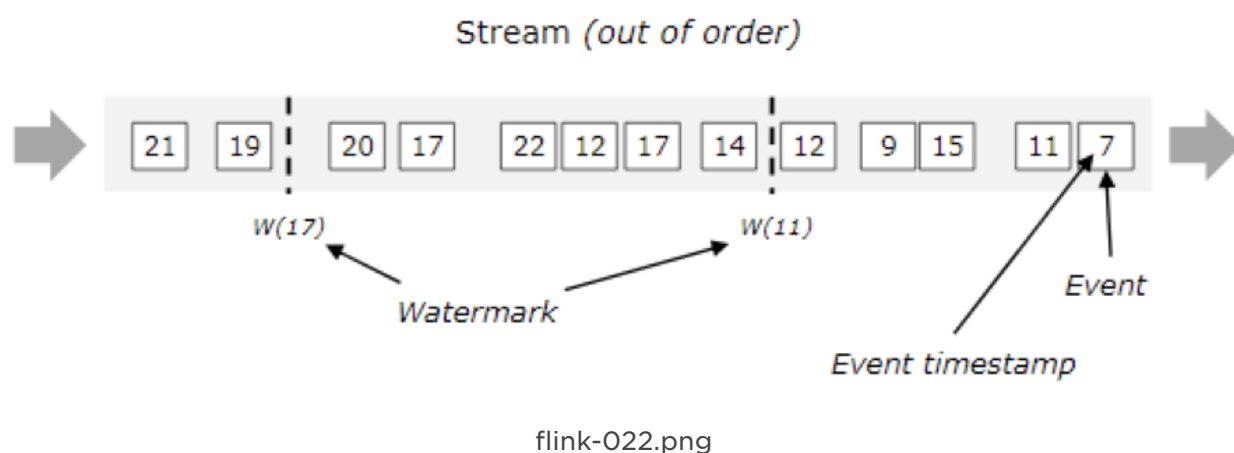 Stream (out of order)
21 19 20 17 22 12 17 14 12 9 15 11 7
W(17) W(11)
Event
Watermark
Event timestamp
flink-022.png